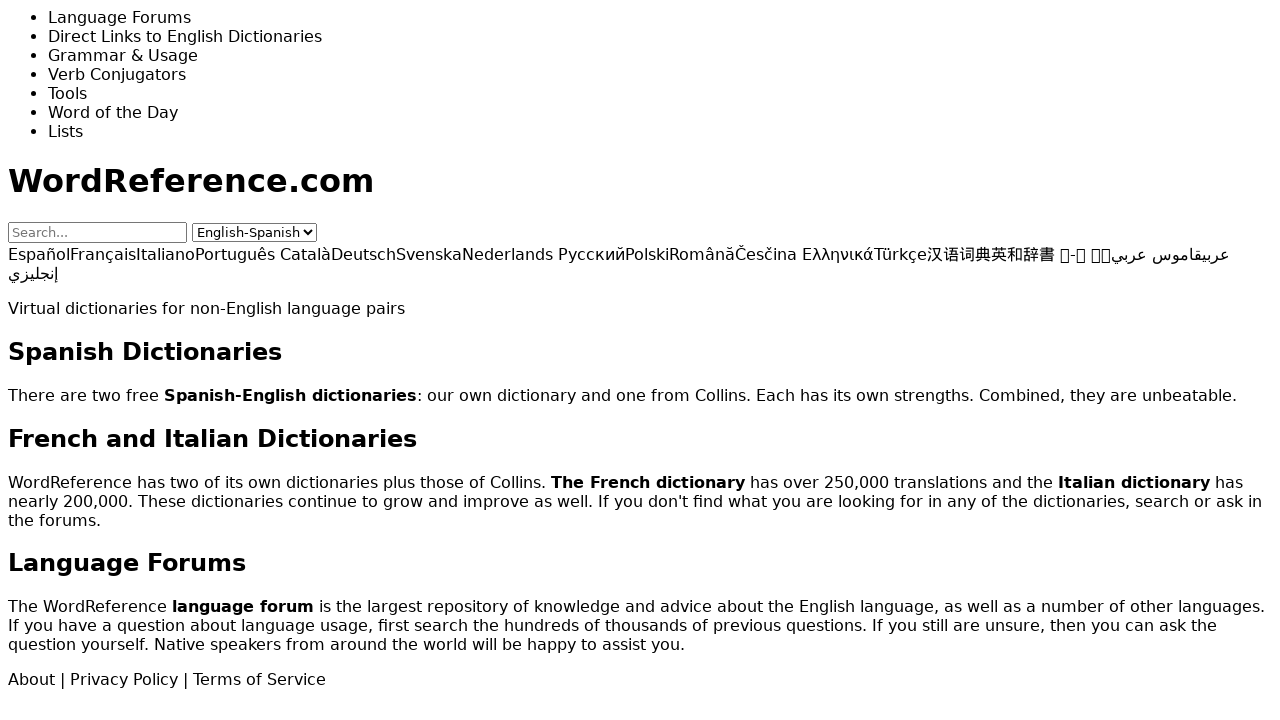 Language Forums
Direct Links to English Dictionaries
Grammar & Usage
Verb Conjugators
Tools
Word of the Day
Lists
WordReference.com
Search...
English-Spanish
EspañolFrançaisItalianoPortuguês CatalàDeutschSvenskaNederlands РусскийPolskiRomânăČesčina ΕλληνικάTürkçe汉语词典英和辞書 - عربيقاموس عربي
إنجليزي
Virtual dictionaries for non-English language pairs
Spanish Dictionaries
There are two free Spanish-English dictionaries: our own dictionary and one from Collins. Each has its own strengths. Combined, they are unbeatable.
French and Italian Dictionaries
WordReference has two of its own dictionaries plus those of Collins. The French dictionary has over 250,000 translations and the Italian dictionary has
nearly 200,000. These dictionaries continue to grow and improve as well. If you don't find what you are looking for in any of the dictionaries, search or ask in
the forums.
Language Forums
The WordReference language forum is the largest repository of knowledge and advice about the English language, as well as a number of other languages.
If you have a question about language usage, first search the hundreds of thousands of previous questions. If you still are unsure, then you can ask the
question yourself. Native speakers from around the world will be happy to assist you.
About | Privacy Policy | Terms of Service